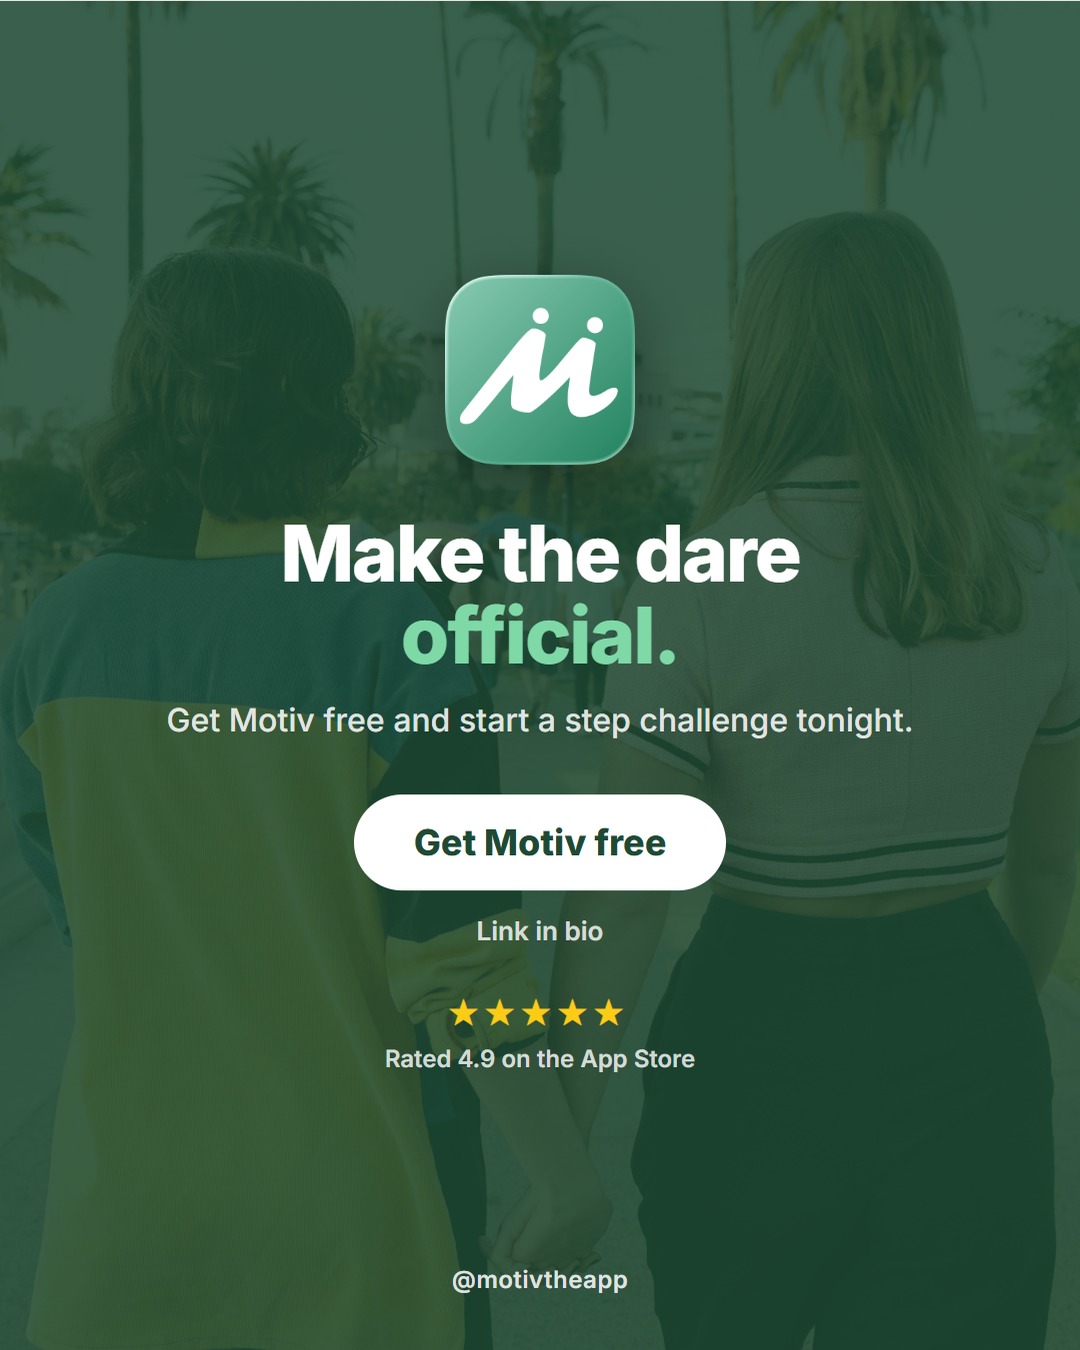 Make the dare
official.
Get Motiv free and start a step challenge tonight.
Get Motiv free
Link in bio
★★★★★
Rated 4.9 on the App Store
@motivtheapp